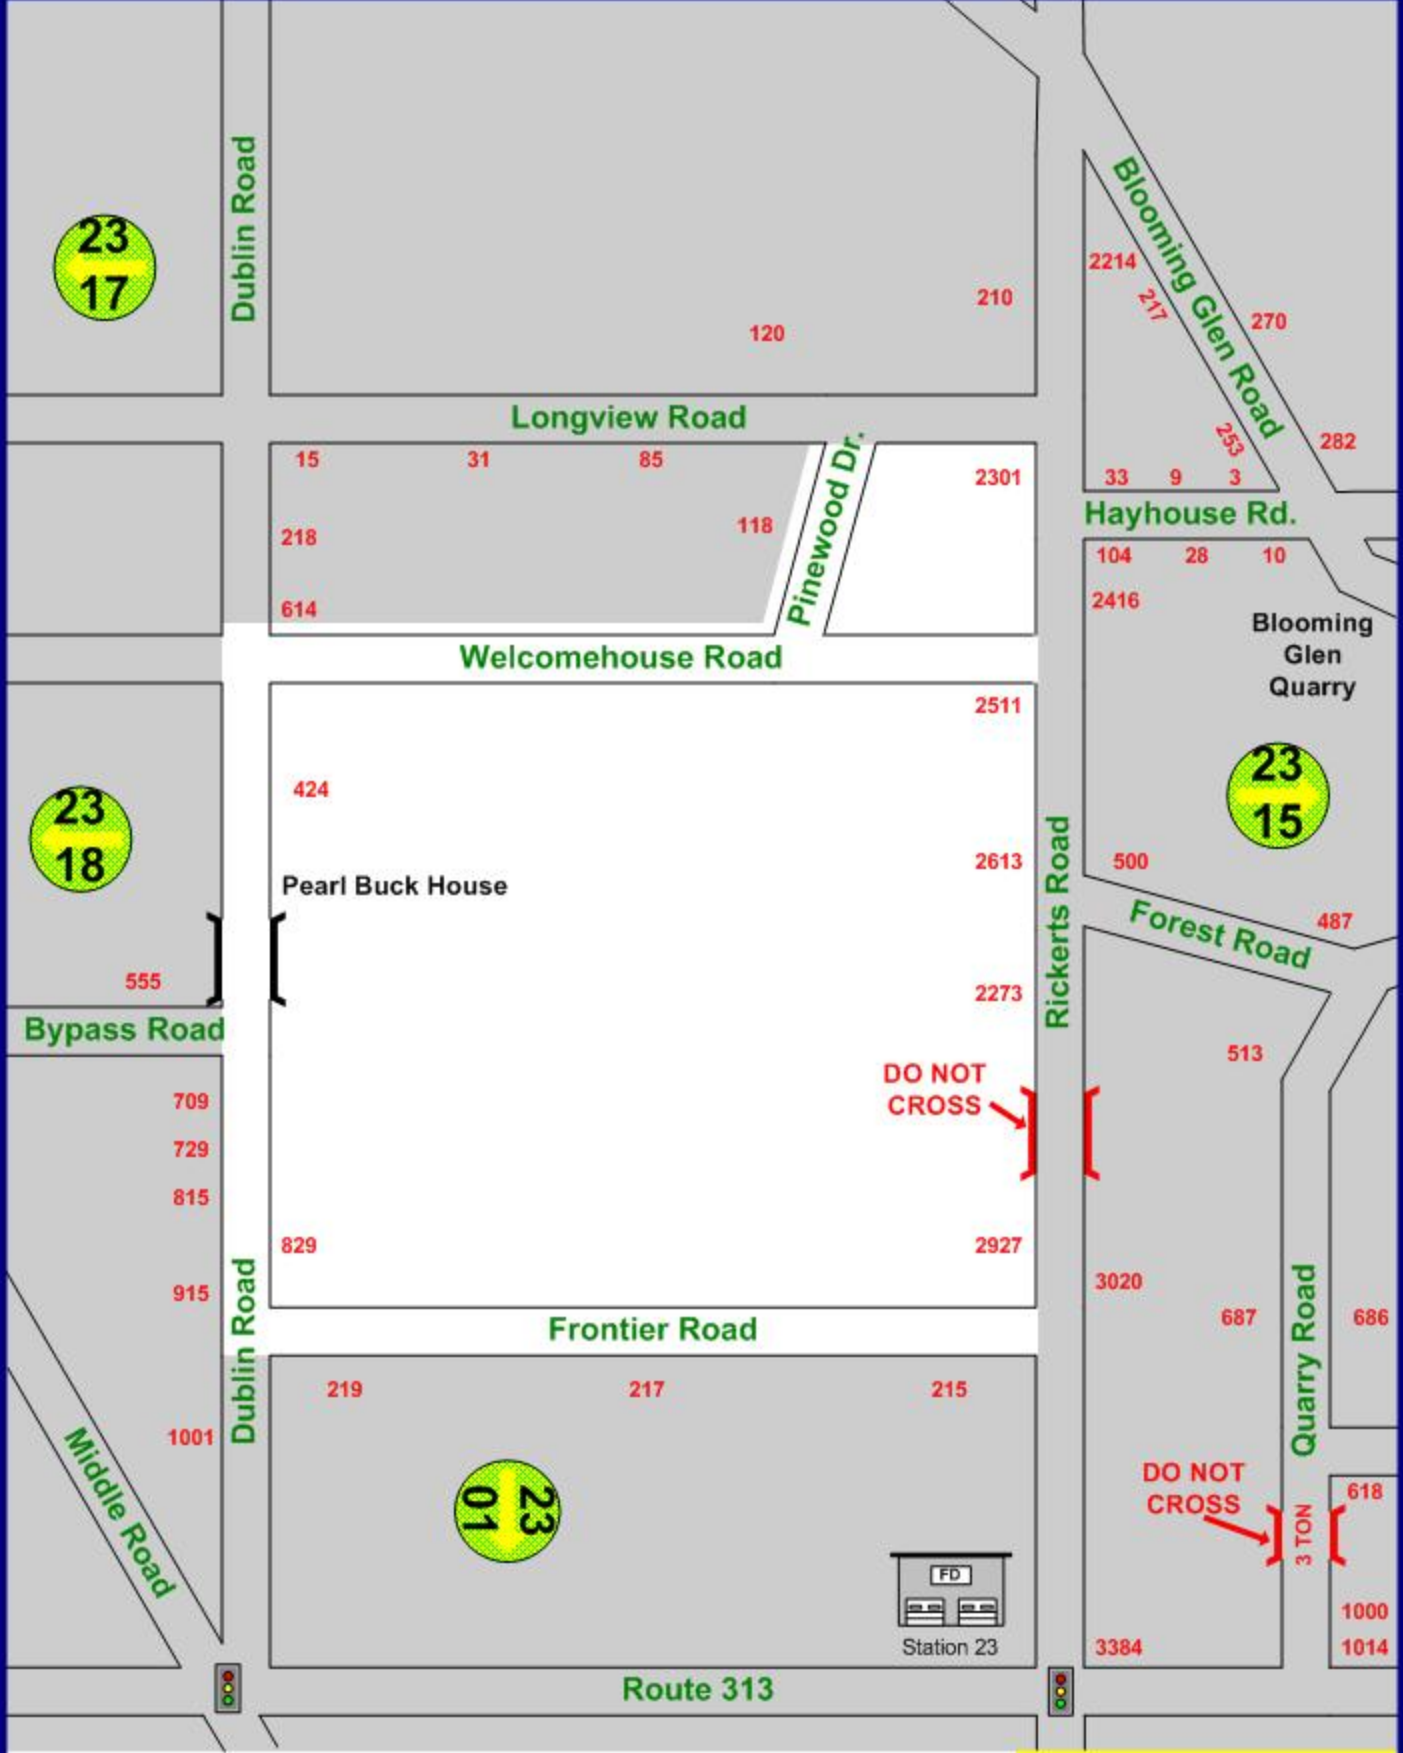 Dublin Road
Blooming Glen Road
23
17
2214
217
210
270
120
Longview Road
253
282
15
31
85
Pinewood Dr.
2301
33
9
3
Hayhouse Rd.
218
118
104
28
10
614
2416
Blooming
Glen
Quarry
Welcomehouse Road
2511
23
15
424
23
18
2613
500
Pearl Buck House
Rickerts Road
Forest Road
487
555
2273
Bypass Road
513
DO NOT
CROSS
709
729
815
829
2927
915
3020
687
686
Dublin Road
Frontier Road
Quarry Road
219
217
215
1001
Middle Road
DO NOT
CROSS
618
23
01
3 TON
FD
1000
Station 23
3384
1014
Route 313